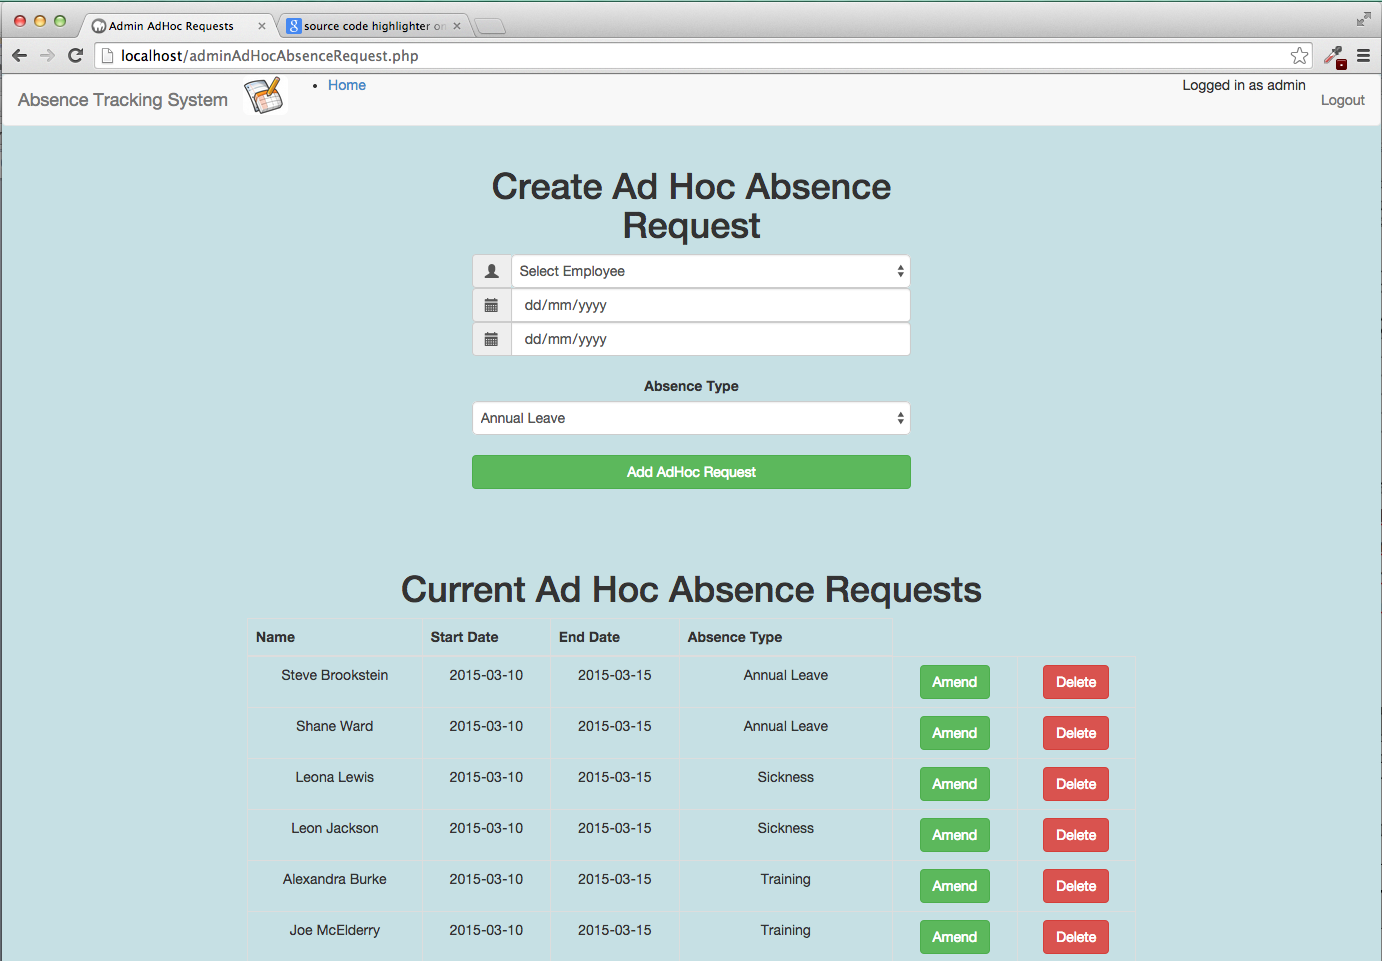 Admin AdHoc Requests
source code highlighter on
localhost/adminAdHocAbsenceRequest.php
Absence Tracking System
Home
Logged in as admin
Logout
Create Ad Hoc Absence
Request
Select Employee
dd/mm/yyyy
dd/mm/yyyy
Absence Type
Annual Leave
Add AdHoc Request
Current Ad Hoc Absence Requests
Name Start Date End Date Absence Type
Steve Brookstein 2015-03-10 2015-03-15 Annual Leave Amend Delete
Shane Ward 2015-03-10 2015-03-15 Annual Leave Amend Delete
Leona Lewis 2015-03-10 2015-03-15 Sickness Amend Delete
Leon Jackson 2015-03-10 2015-03-15 Sickness Amend Delete
Alexandra Burke 2015-03-10 2015-03-15 Training Amend Delete
Joe McElderry 2015-03-10 2015-03-15 Training Amend Delete